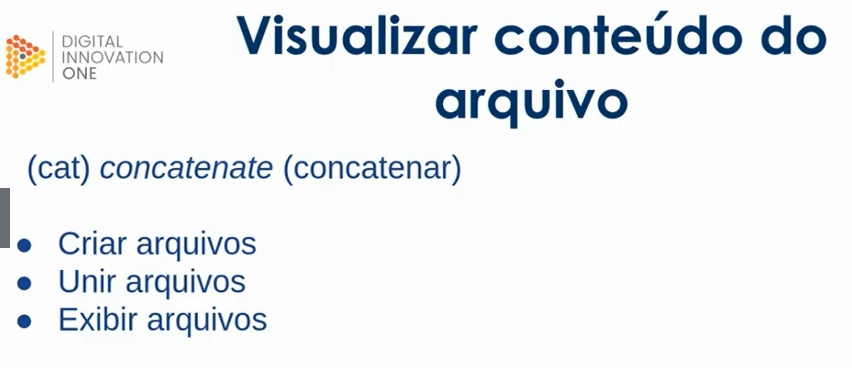 DIGITAL
INNOVATION
ONE
Visualizar conteúdo do
arquivo
(cat) concatenate (concatenar)
● Criar arquivos
● Unir arquivos
● Exibir arquivos